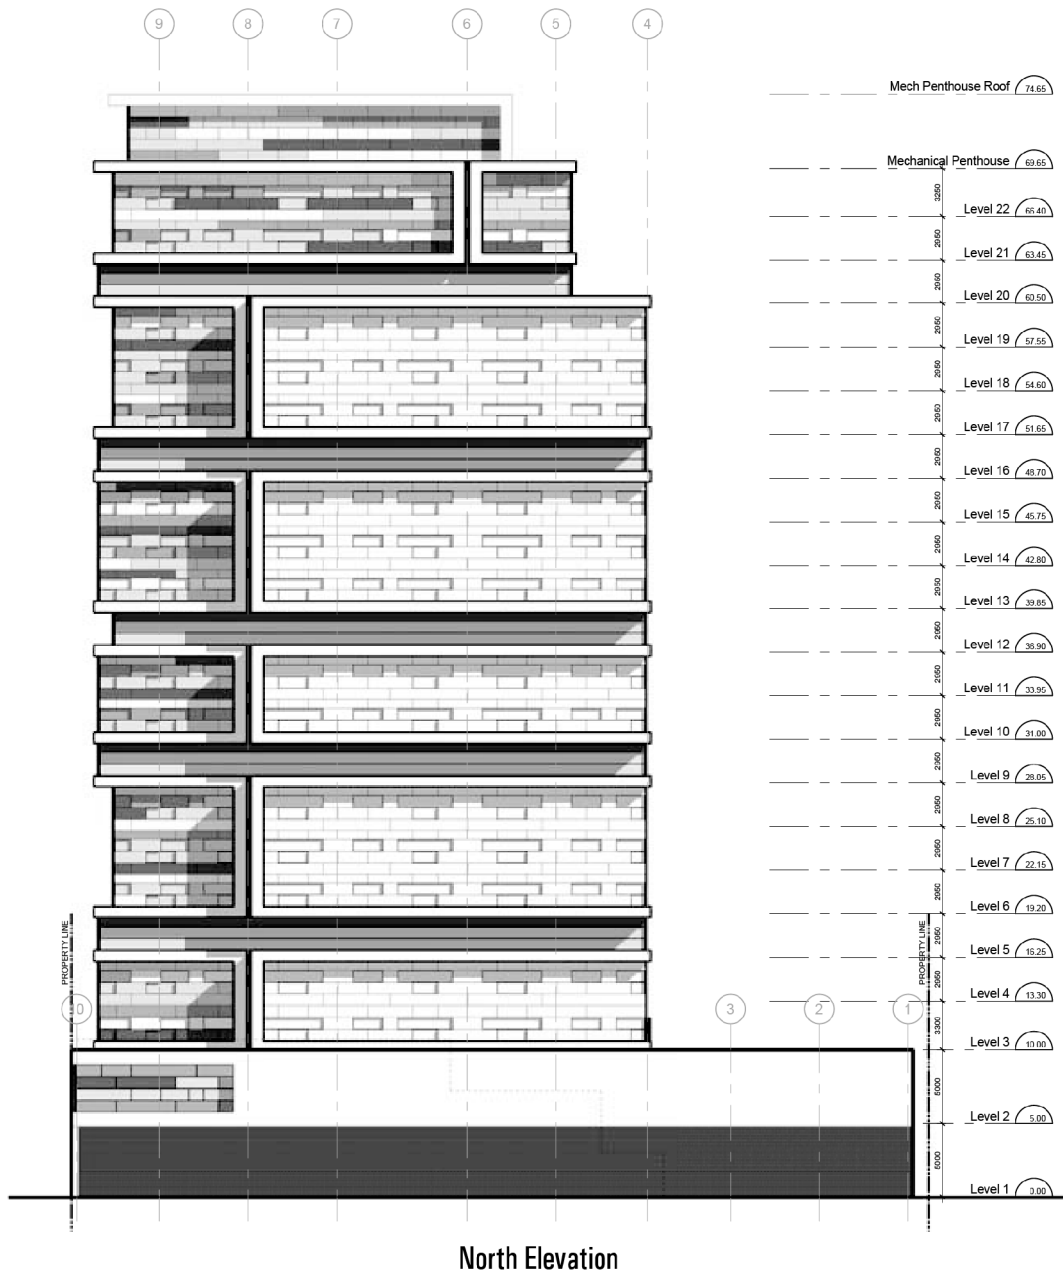 9 8 7 6 5 4
Mech Penthouse Roof 74.65
Mechanical Penthouse 69.65
3250
Level 22 66.40
2950
Level 21 63.45
2950
Level 20 60.50
2950
Level 19 57.55
2950
Level 18 54.60
2950
Level 17 51.65
2950
Level 16 48.70
2950
Level 15 45.75
2950
Level 14 42.80
2950
Level 13 39.85
2950
Level 12 36.90
2950
Level 11 33.95
2950
Level 10 31.00
2950
Level 9 28.05
2950
Level 8 25.10
2950
Level 7 22.15
2950
Level 6 19.20
2950
PROPERTY LINE PROPERTY LINE
Level 5 16.25
2950
Level 4 13.30
3 2 1
3300
Level 3 10.00
5000
Level 2 5.00
5000
Level 1 0.00
North Elevation